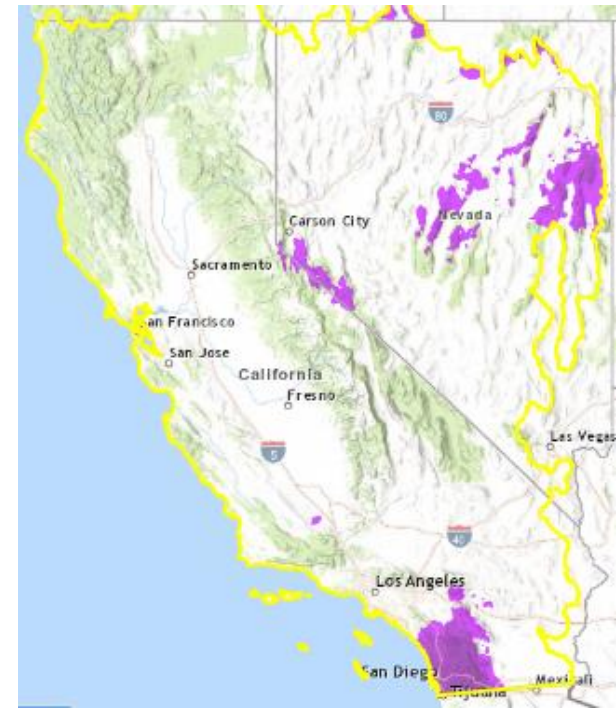 80
Carson City
Nevada
Sacramento
San Francisco
San Jose
California
Fresno
5
Las Vegas
40
Los Angeles
San Diego
Tijuana
Mexicali